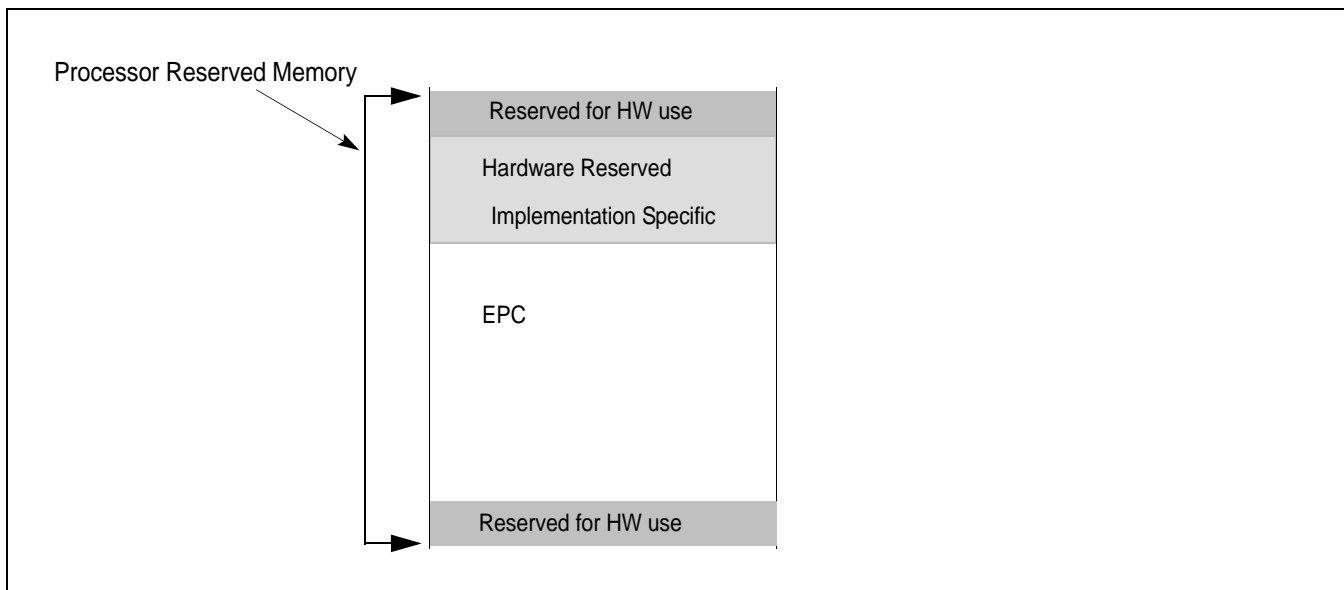 Processor Reserved Memory
Reserved for HW use
Hardware Reserved
Implementation Specific
EPC
Reserved for HW use